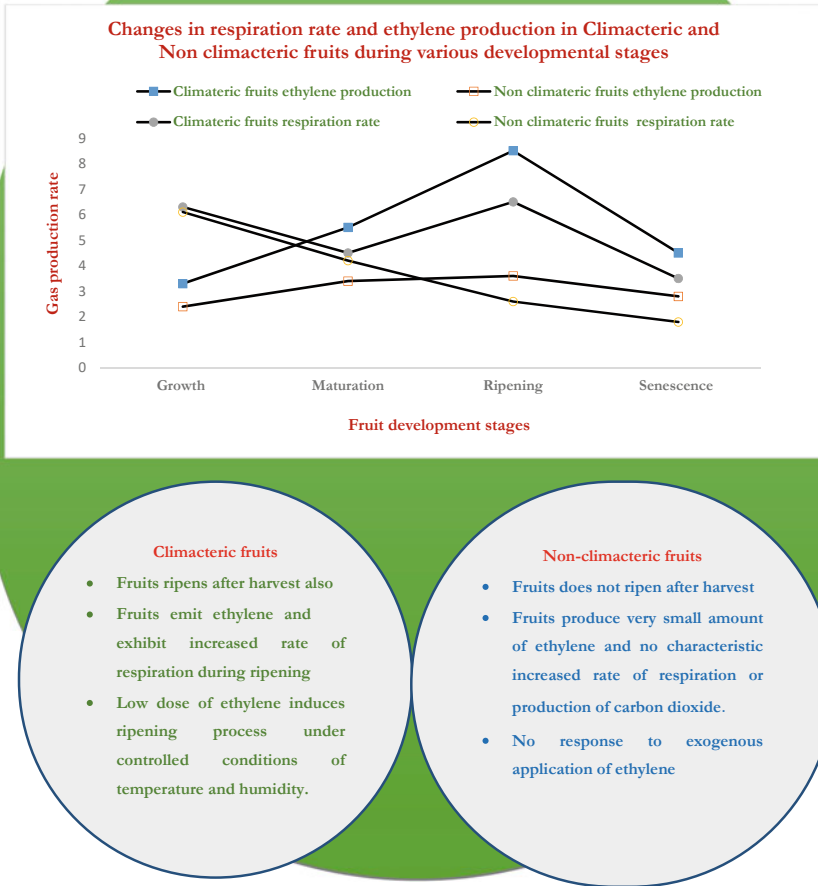 Changes in respiration rate and ethylene production in Climacteric and
Non climacteric fruits during various developmental stages
Climateric fruits ethylene production
Non climateric fruits ethylene production
Climateric fruits respiration rate
Non climateric fruits respiration rate
9
8
7
6
5
4
3
2
1
0
Gas production rate
Growth
Maturation
Ripening
Senescence
Fruit development stages
Climacteric fruits
• Fruits ripens after harvest also
• Fruits emit ethylene and
exhibit increased rate of
respiration during ripening
• Low dose of ethylene induces
ripening process under
controlled conditions of
temperature and humidity.
Non-climacteric fruits
• Fruits does not ripen after harvest
• Fruits produce very small amount
of ethylene and no characteristic
increased rate of respiration or
production of carbon dioxide.
• No response to exogenous
application of ethylene